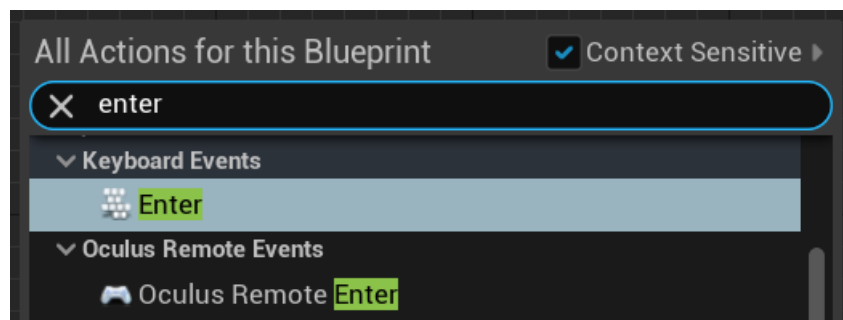 All Actions for this Blueprint Context Sensitive
enter
Keyboard Events
Enter
Oculus Remote Events
Oculus Remote Enter